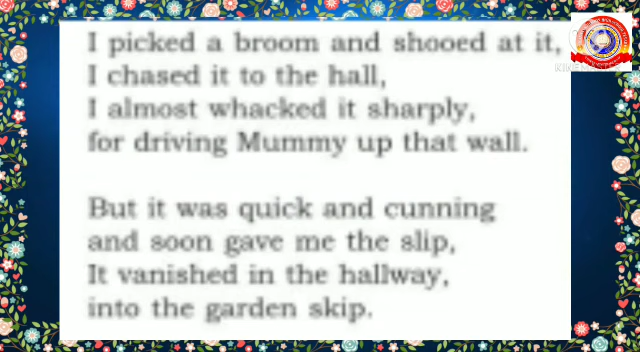 I picked a broom and shooed at it,
I chased it to the hall,
I almost whacked it sharply,
for driving Mummy up that wall.
But it was quick and cunning
and soon gave me the slip,
It vanished in the hallway,
into the garden skip.